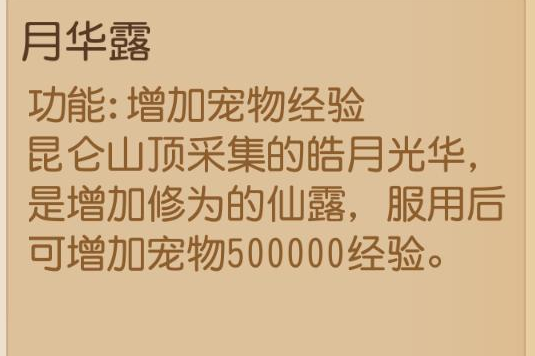 月华露
功能:增加宠物经验
昆仑山顶采集的皓月光华，
是增加修为的仙露，服用后
可增加宠物500000经验。